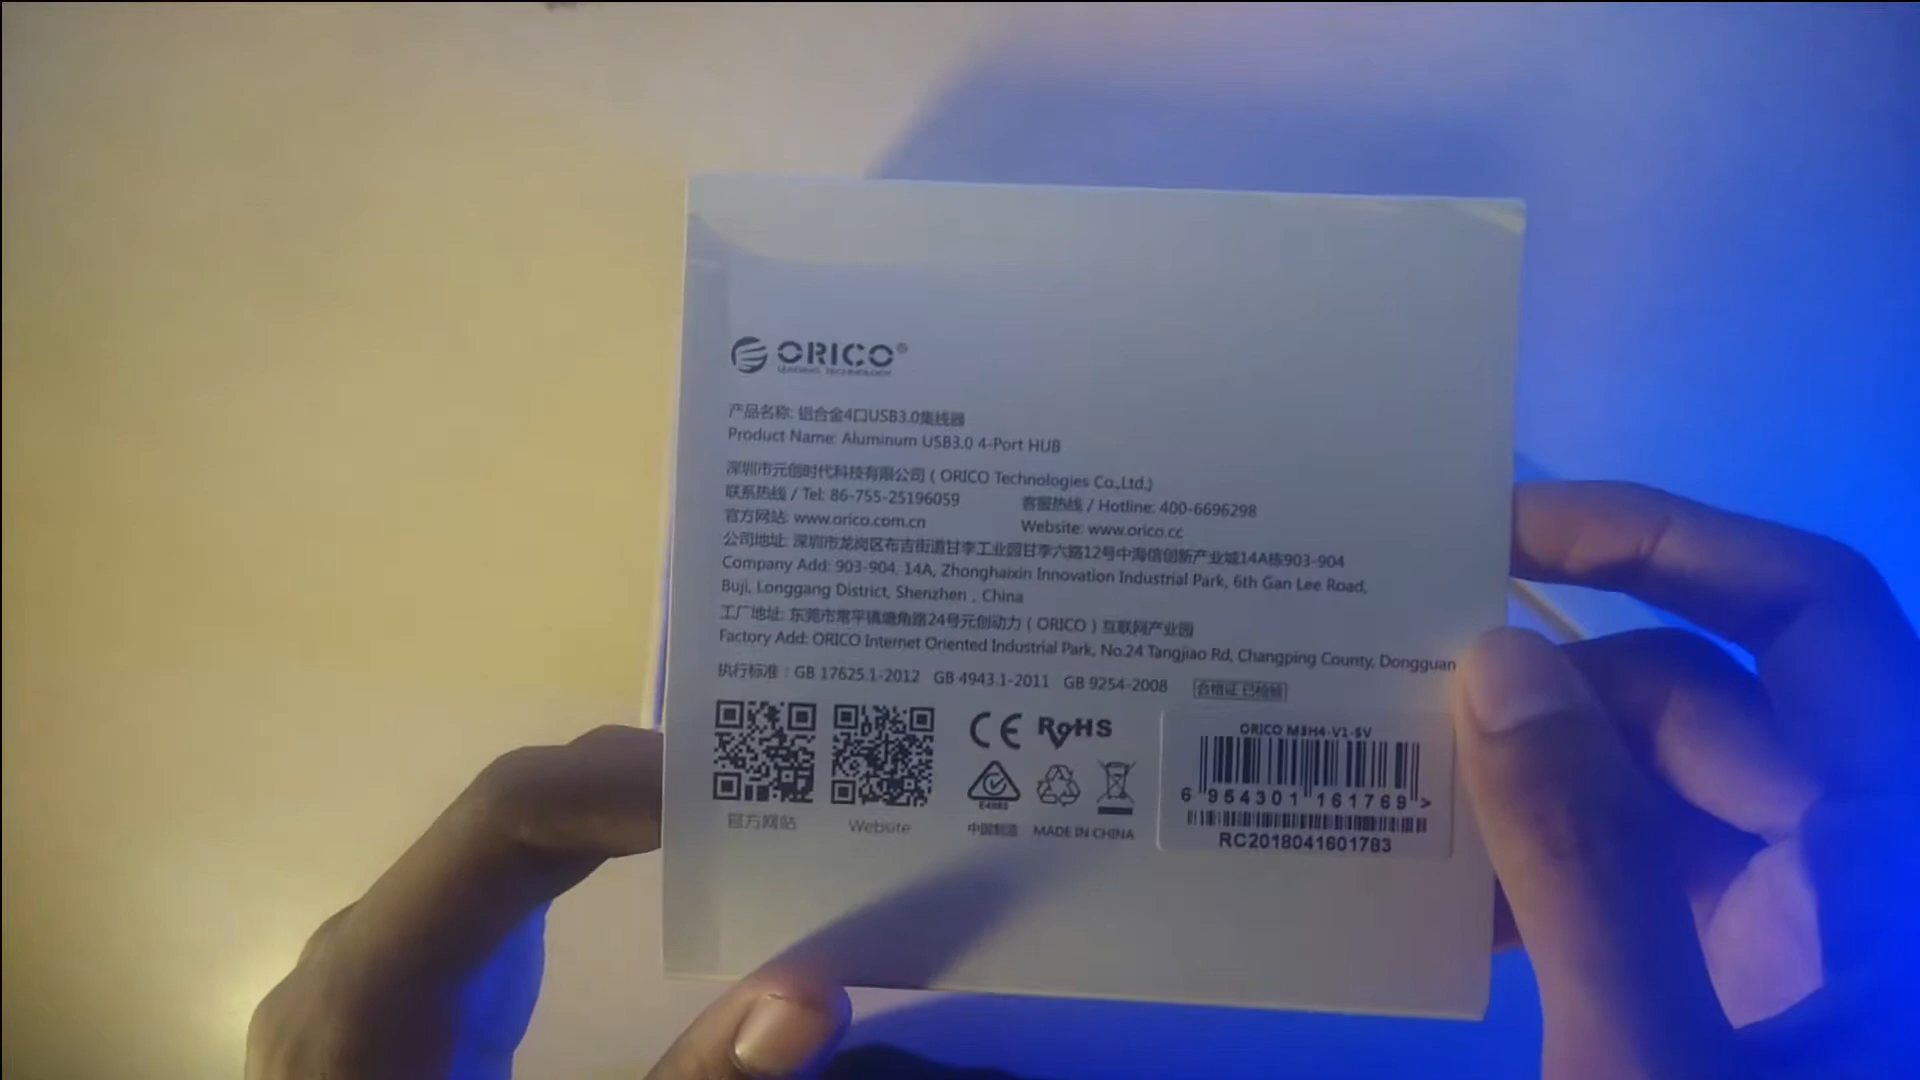 ORICO®
LEADING TECHNOLOGY
产品名称: 铝合金4口USB3.0集线器
Product Name: Aluminum USB3.0 4-Port HUB
深圳市元创时代科技有限公司 ( ORICO Technologies Co.,Ltd.)
联系热线 / Tel: 86-755-25196059 客服热线 / Hotline: 400-6696298
官方网站: www.orico.com.cn Website: www.orico.cc
公司地址: 深圳市龙岗区布吉街道甘李工业园甘李六路12号中海信创新产业城14A栋903-904
Company Add: 903-904, 14A, Zhonghaixin Innovation Industrial Park, 6th Gan Lee Road,
Buji, Longgang District, Shenzhen , China
工厂地址: 东莞市常平镇塘角路24号元创动力 ( ORICO ) 互联网产业园
Factory Add: ORICO Internet Oriented Industrial Park, No.24 Tangjiao Rd, Changping County, Dongguan
执行标准 : GB 17625.1-2012 GB 4943.1-2011 GB 9254-2008 合格证 已检验
CE RoHS
ORICO M3H4-V1-SV
6 954301 161769 >
RC2018041601783
官方网站 Website 中国制造 MADE IN CHINA